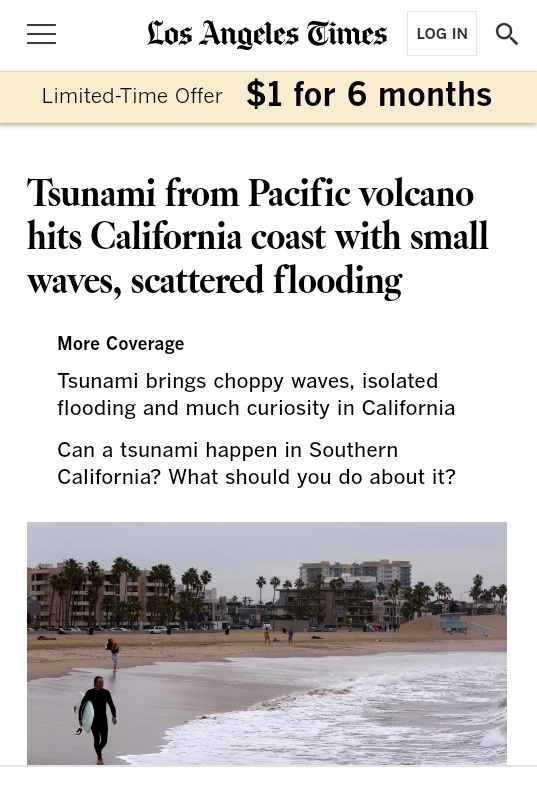 Los Angeles Times
LOG IN
Limited-Time Offer $1 for 6 months
Tsunami from Pacific volcano
hits California coast with small
waves, scattered flooding
More Coverage
Tsunami brings choppy waves, isolated
flooding and much curiosity in California
Can a tsunami happen in Southern
California? What should you do about it?